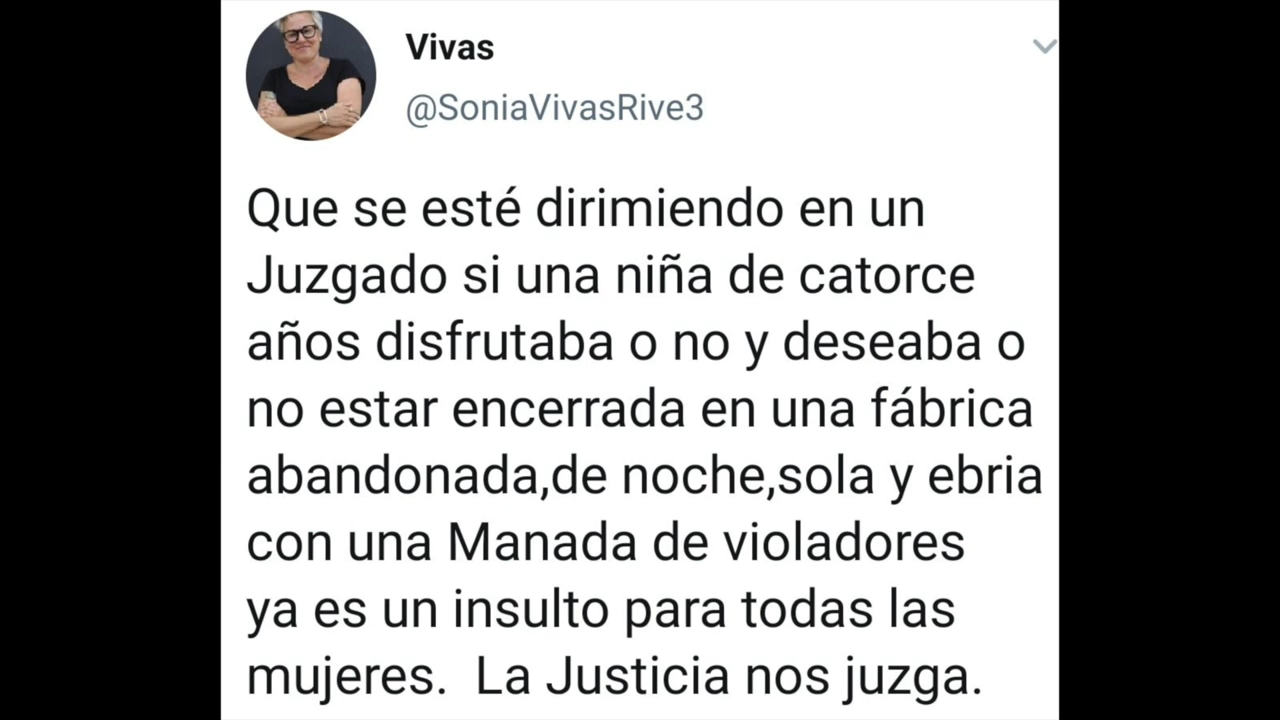 Vivas
@SoniaVivasRive3
Que se esté dirimiendo en un
Juzgado si una niña de catorce
años disfrutaba o no y deseaba o
no estar encerrada en una fábrica
abandonada,de noche,sola y ebria
con una Manada de violadores
ya es un insulto para todas las
mujeres.  La Justicia nos juzga.